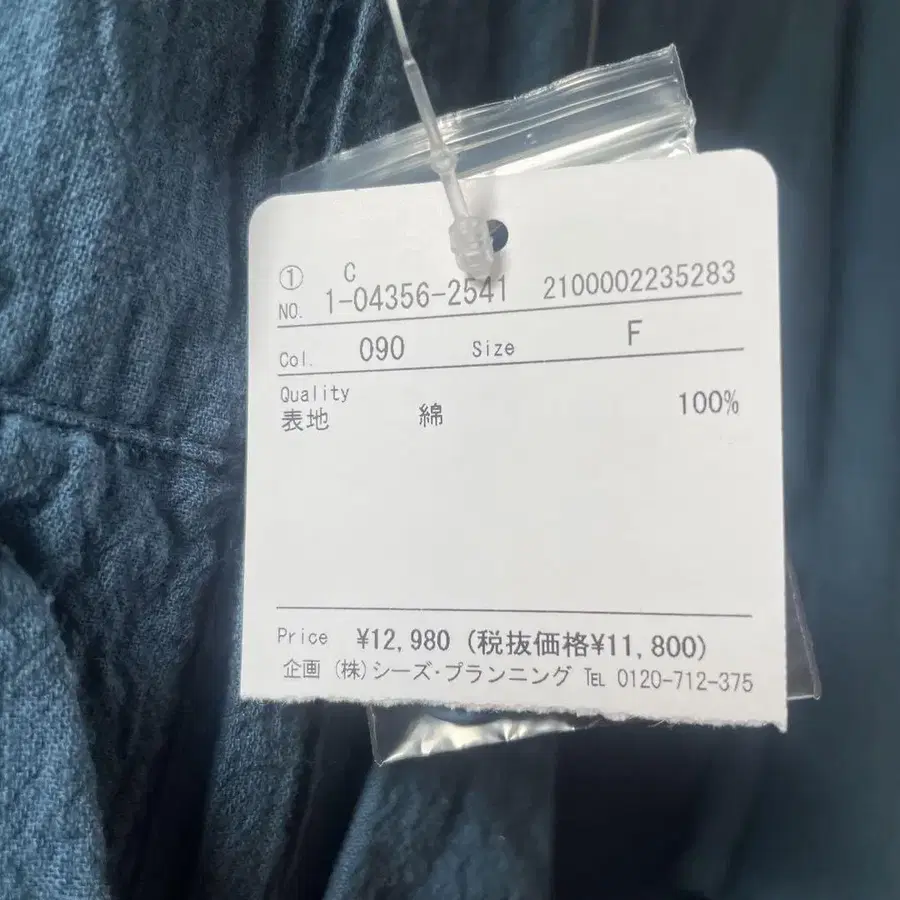 ① C
NO. 1-04356-2541 2100002235283
Col. 090 Size F
Quality
表地 綿 100%
Price ¥12,980 (税抜価格¥11,800)
企画 (株)シーズ・プランニング ℡ 0120-712-375